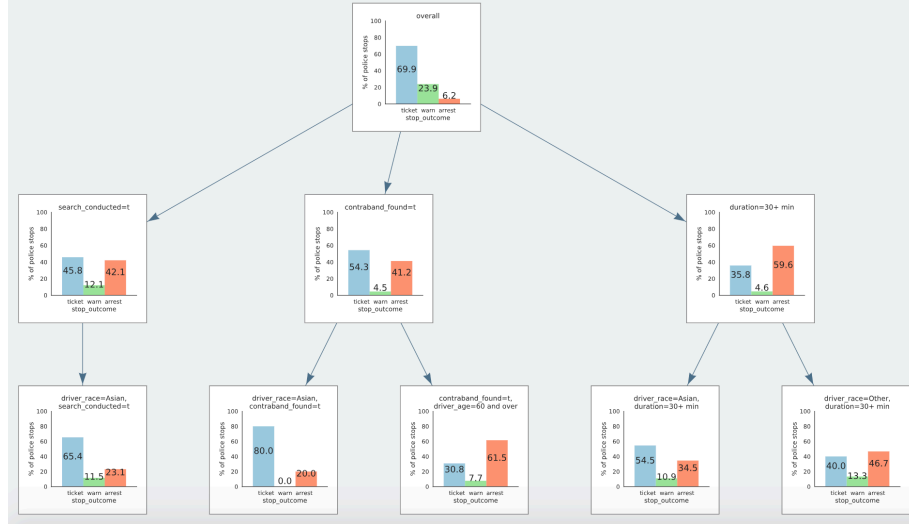 overall
% of police stops
100
80
60
40
20
0
69.9
23.9
6.2
ticket warn arrest
stop_outcome
search_conducted=t
% of police stops
100
80
60
40
20
0
45.8
12.1
42.1
ticket warn arrest
stop_outcome
contraband_found=t
% of police stops
100
80
60
40
20
0
54.3
4.5
41.2
ticket warn arrest
stop_outcome
duration=30+ min
% of police stops
100
80
60
40
20
0
35.8
4.6
59.6
ticket warn arrest
stop_outcome
driver_race=Asian,
search_conducted=t
% of police stops
100
80
60
40
20
0
65.4
11.5
23.1
ticket warn arrest
stop_outcome
driver_race=Asian,
contraband_found=t
% of police stops
100
80
60
40
20
0
80.0
0.0
20.0
ticket warn arrest
stop_outcome
contraband_found=t,
driver_age=60 and over
% of police stops
100
80
60
40
20
0
30.8
7.7
61.5
ticket warn arrest
stop_outcome
driver_race=Asian,
duration=30+ min
% of police stops
100
80
60
40
20
0
54.5
10.9
34.5
ticket warn arrest
stop_outcome
driver_race=Other,
duration=30+ min
% of police stops
100
80
60
40
20
0
40.0
13.3
46.7
ticket warn arrest
stop_outcome